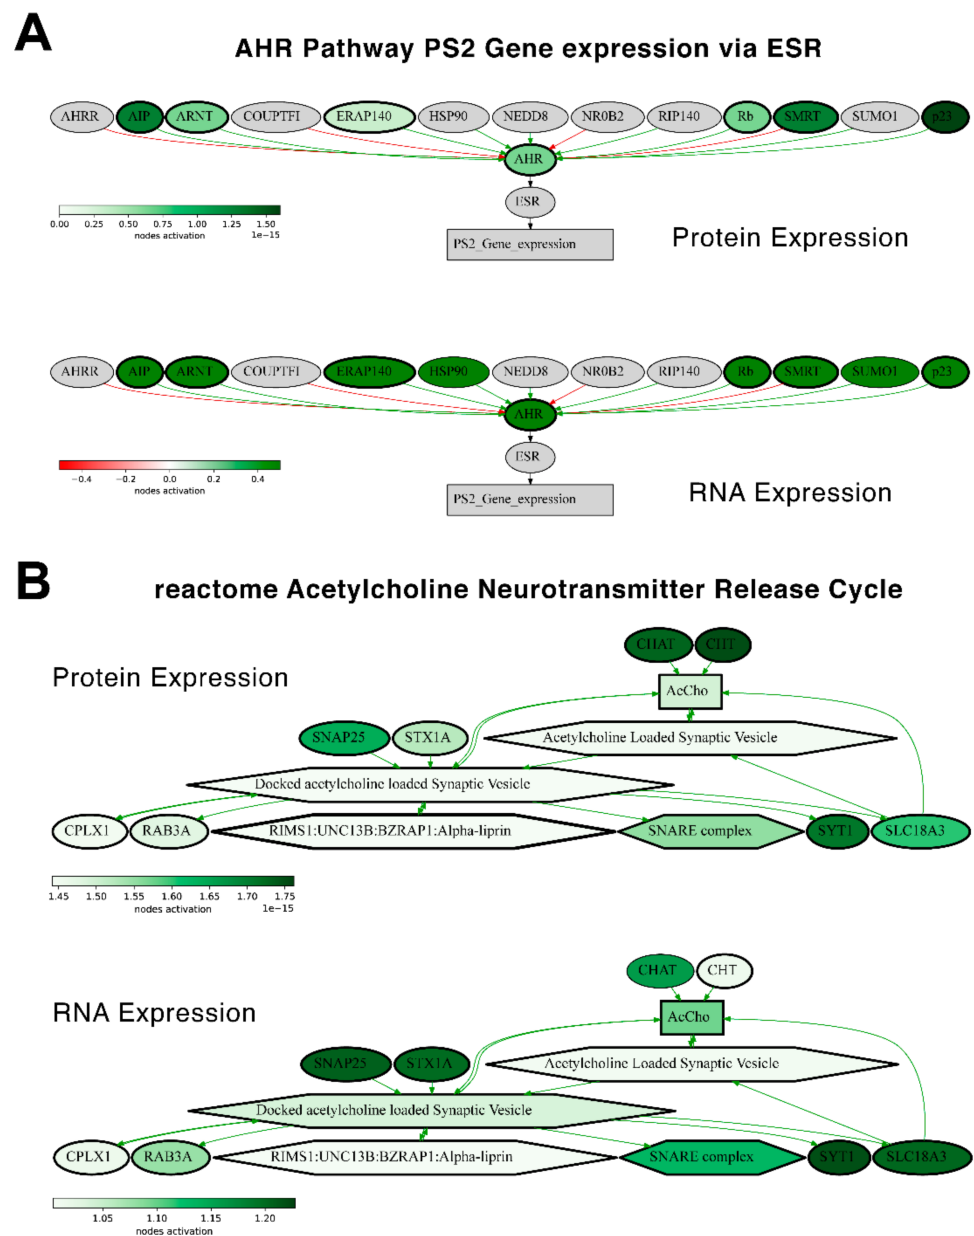 A
AHR Pathway PS2 Gene expression via ESR
AHRR AIP ARNT COUPTFI ERAP140 HSP90 NEDD8 NR0B2 RIP140 Rb SMRT SUMO1 p23
AHR
ESR
PS2_Gene_expression
0.00 0.25 0.50 0.75 1.00 1.25 1.50
1e−15
nodes activation
Protein Expression
AHRR AIP ARNT COUPTFI ERAP140 HSP90 NEDD8 NR0B2 RIP140 Rb SMRT SUMO1 p23
AHR
ESR
PS2_Gene_expression
−0.4 −0.2 0.0 0.2 0.4
nodes activation
RNA Expression
B
reactome Acetylcholine Neurotransmitter Release Cycle
Protein Expression
CHAT CHT
AcCho
SNAP25 STX1A Acetylcholine Loaded Synaptic Vesicle
Docked acetylcholine loaded Synaptic Vesicle
CPLX1 RAB3A RIMS1:UNC13B:BZRAP1:Alpha-liprin SNARE complex SYT1 SLC18A3
1.45 1.50 1.55 1.60 1.65 1.70 1.75
1e−15
nodes activation
RNA Expression
CHAT CHT
AcCho
SNAP25 STX1A Acetylcholine Loaded Synaptic Vesicle
Docked acetylcholine loaded Synaptic Vesicle
CPLX1 RAB3A RIMS1:UNC13B:BZRAP1:Alpha-liprin SNARE complex SYT1 SLC18A3
1.05 1.10 1.15 1.20
nodes activation